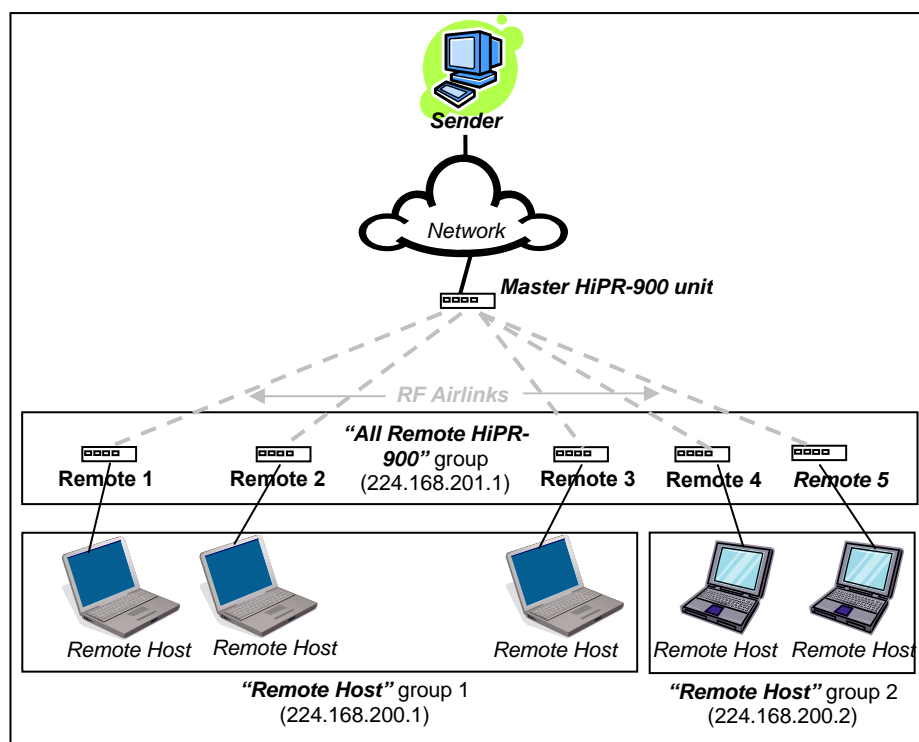 Sender
Network
Master HiPR-900 unit
RF Airlinks
“All Remote HiPR-
900” group
(224.168.201.1)
Remote 1
Remote 2
Remote 3
Remote 4
Remote 5
Remote Host
Remote Host
Remote Host
Remote Host
Remote Host
“Remote Host” group 1
(224.168.200.1)
“Remote Host” group 2
(224.168.200.2)